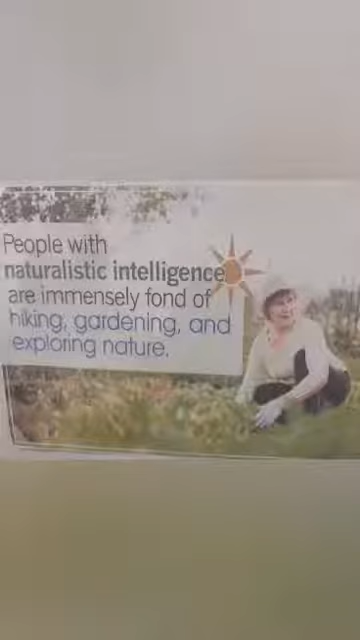 People with
naturalistic intelligence
are immensely fond of
hiking, gardening, and
exploring nature.